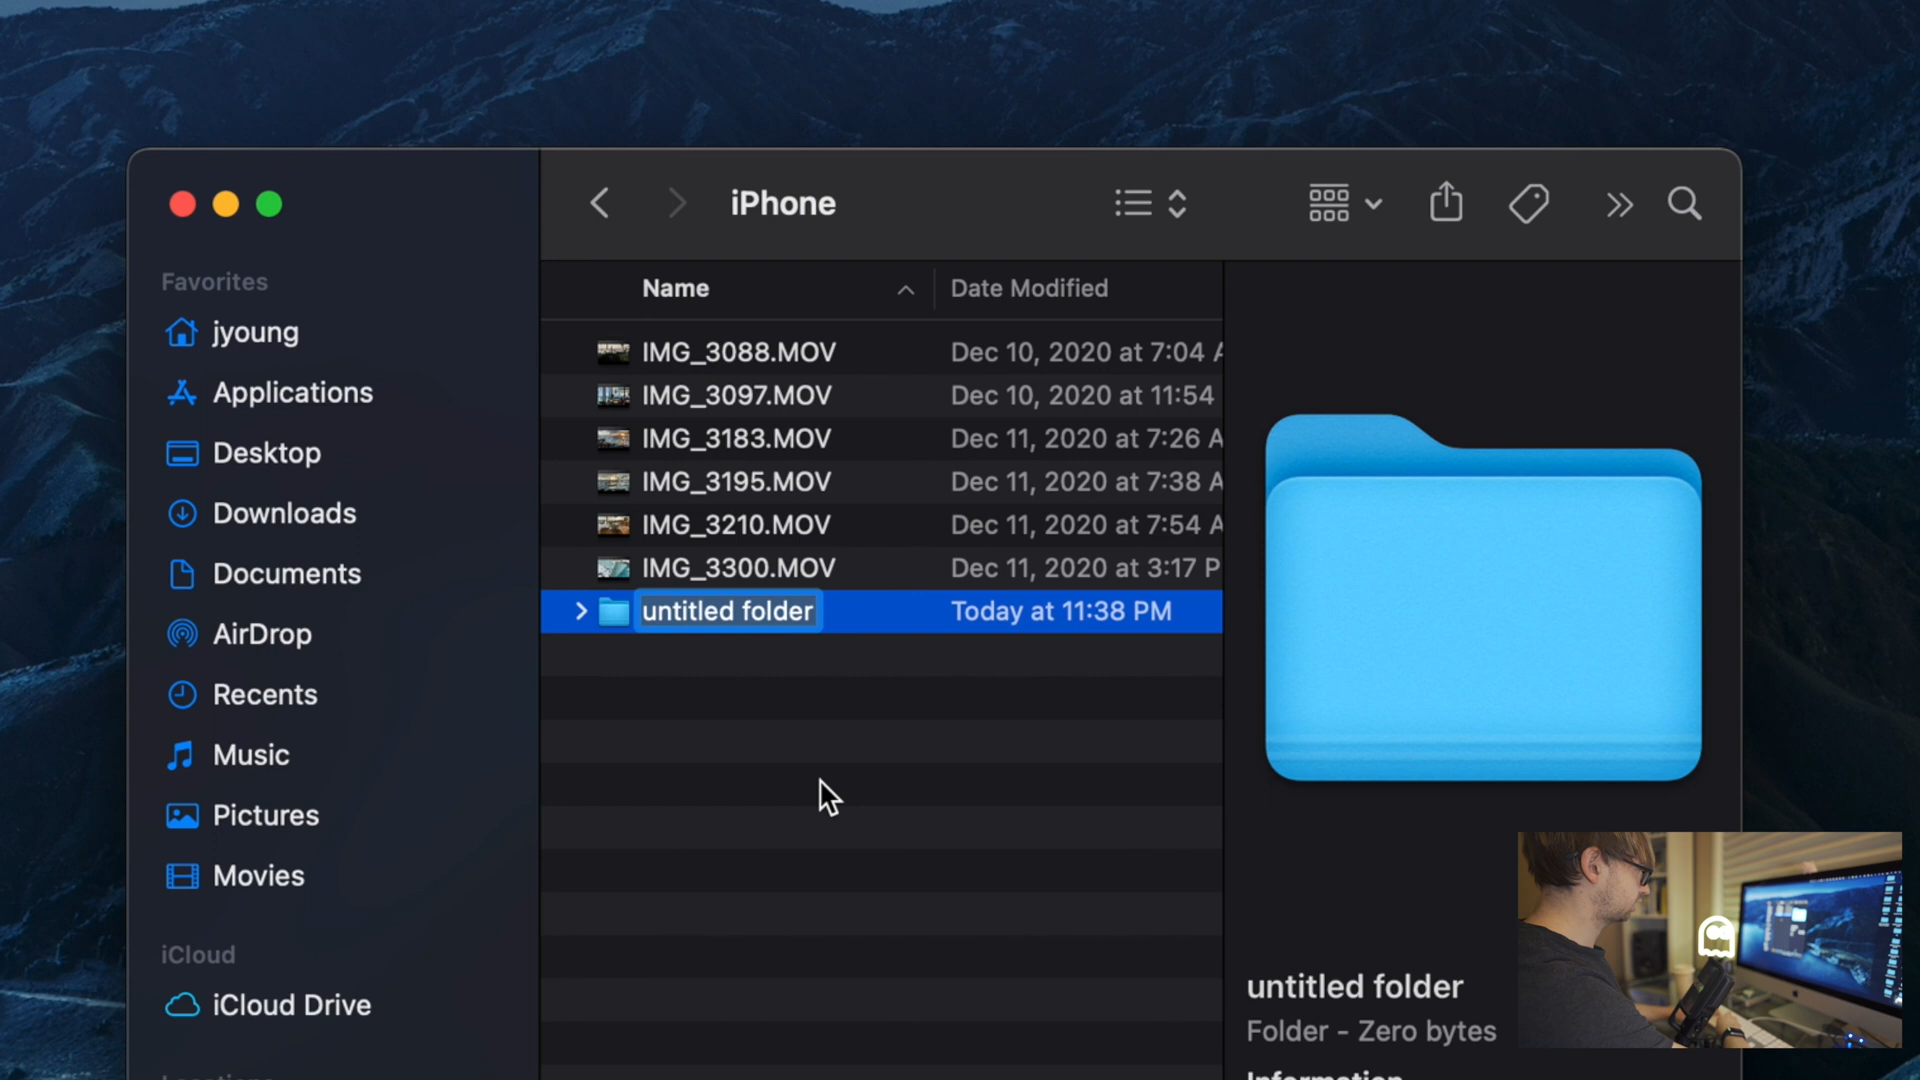 iPhone
Favorites
jyoung
Applications
Desktop
Downloads
Documents
AirDrop
Recents
Music
Pictures
Movies
iCloud
iCloud Drive
Name Date Modified
IMG_3088.MOV Dec 10, 2020 at 7:04 A
IMG_3097.MOV Dec 10, 2020 at 11:54
IMG_3183.MOV Dec 11, 2020 at 7:26 A
IMG_3195.MOV Dec 11, 2020 at 7:38 A
IMG_3210.MOV Dec 11, 2020 at 7:54 A
IMG_3300.MOV Dec 11, 2020 at 3:17 P
untitled folder Today at 11:38 PM
untitled folder
Folder - Zero bytes
Information